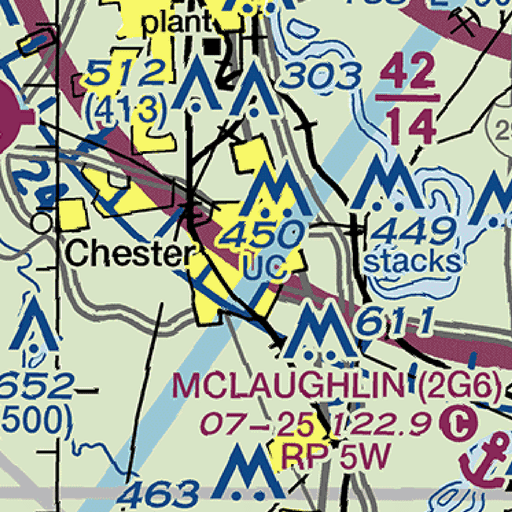 plant
512
(413)
303
42
14
24
Chester
450
UC
449
stacks
611
652
500)
MCLAUGHLIN (2G6)
07-25 122.9 C
RP 5W
463